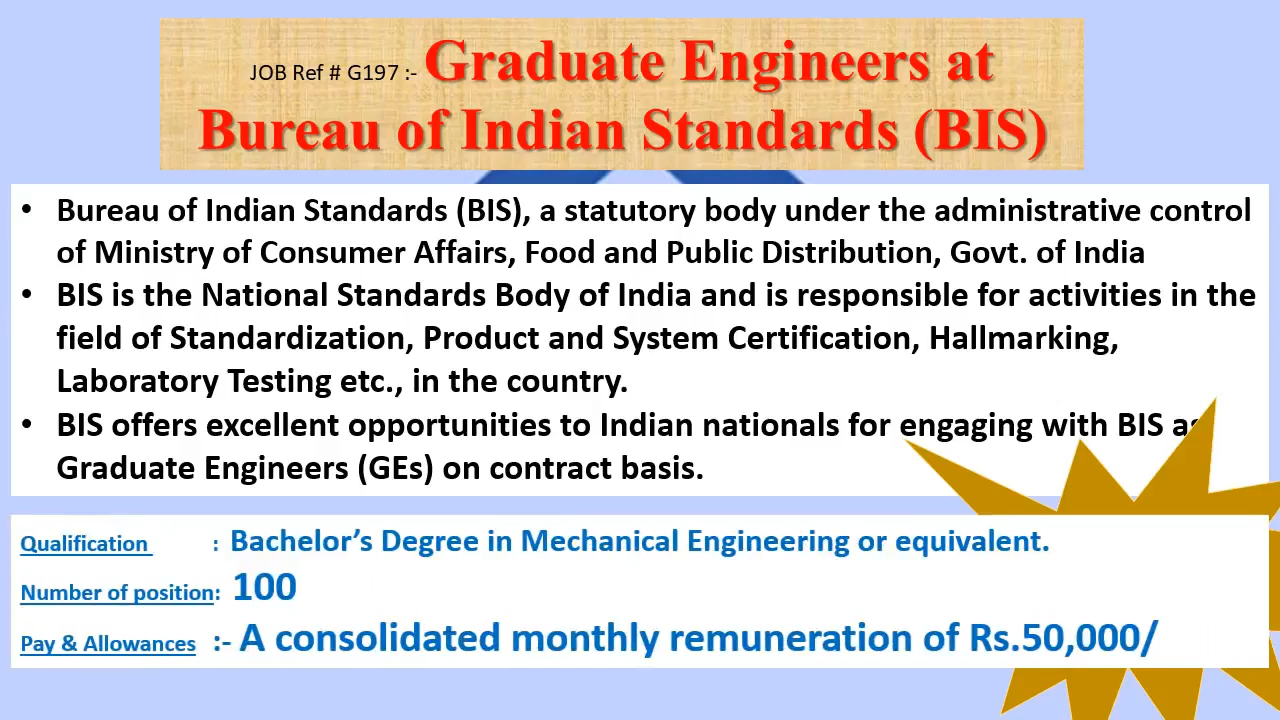 JOB Ref # G197 :- Graduate Engineers at
Bureau of Indian Standards (BIS)
• Bureau of Indian Standards (BIS), a statutory body under the administrative control
of Ministry of Consumer Affairs, Food and Public Distribution, Govt. of India
• BIS is the National Standards Body of India and is responsible for activities in the
field of Standardization, Product and System Certification, Hallmarking,
Laboratory Testing etc., in the country.
• BIS offers excellent opportunities to Indian nationals for engaging with BIS as
Graduate Engineers (GEs) on contract basis.
Qualification : Bachelor’s Degree in Mechanical Engineering or equivalent.
Number of position: 100
Pay & Allowances :- A consolidated monthly remuneration of Rs.50,000/